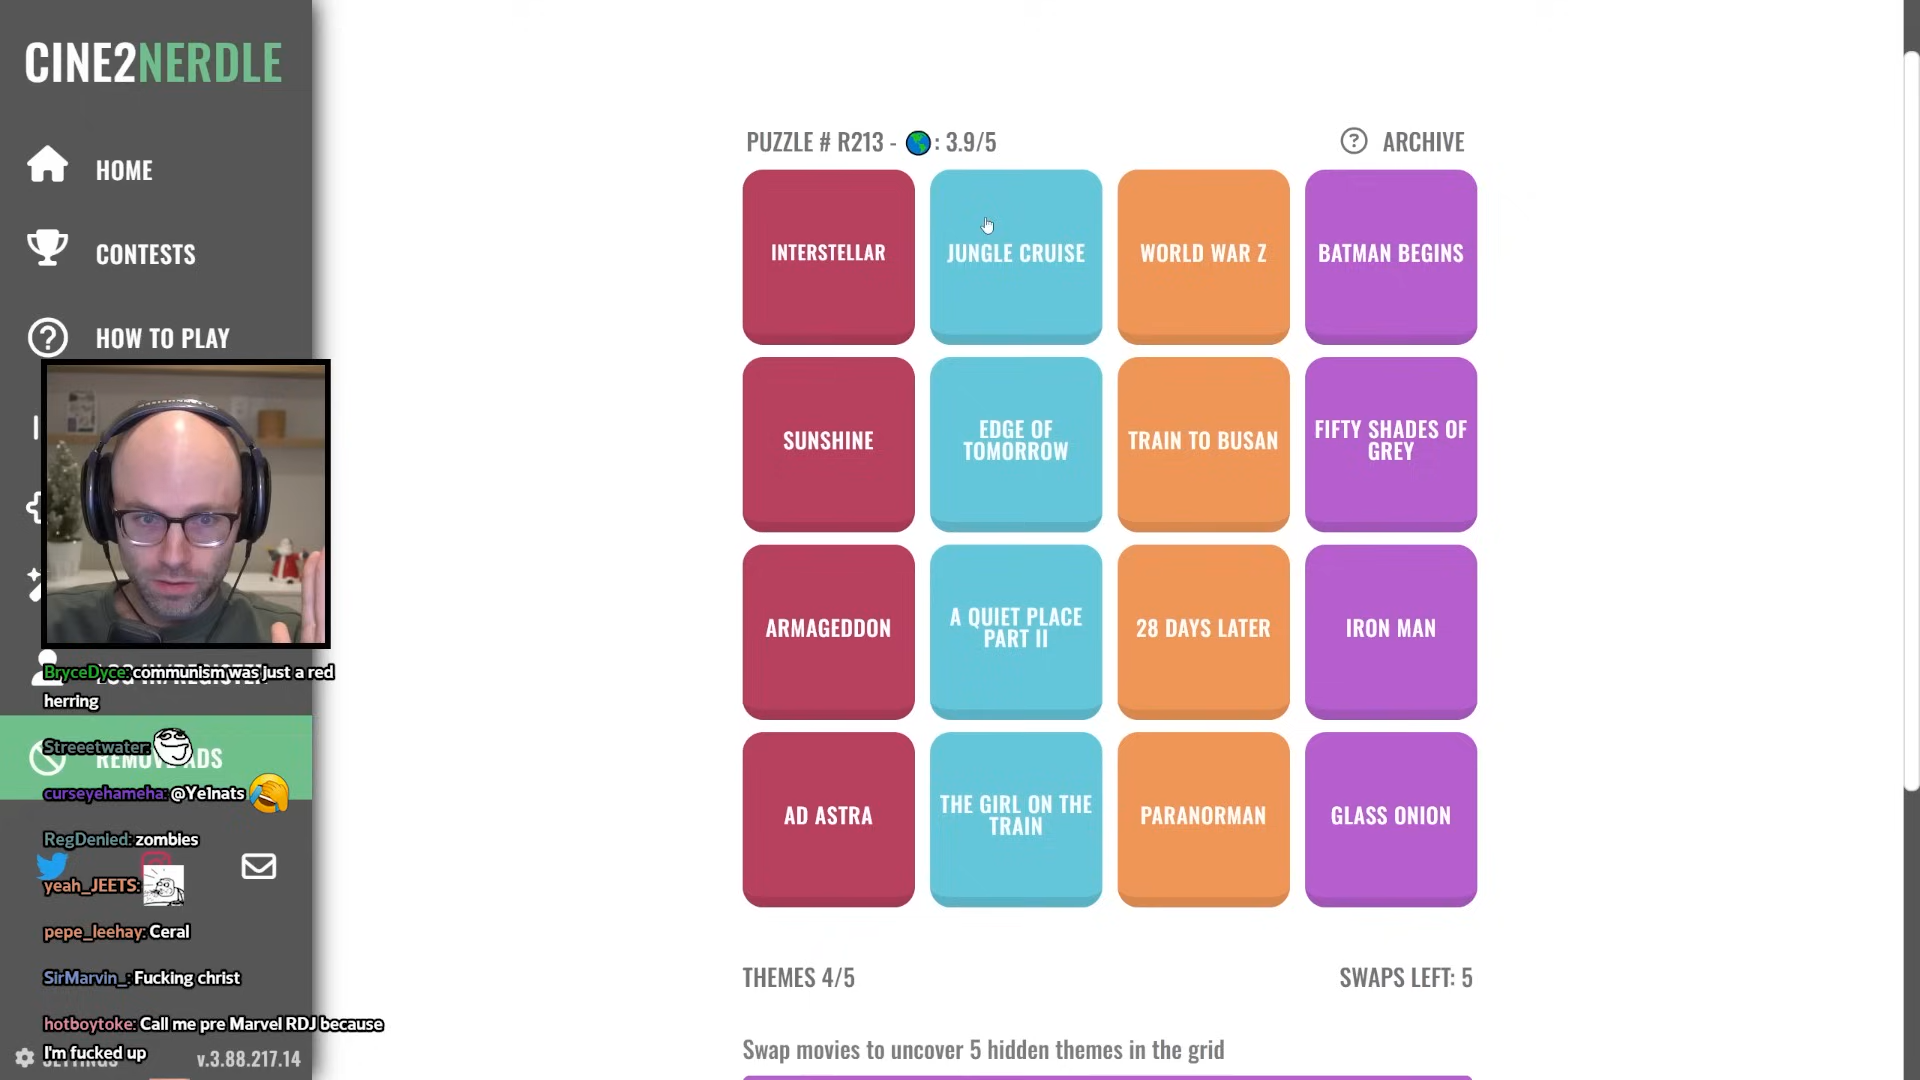 CINE2NERDLE
HOME
CONTESTS
HOW TO PLAY
BryceDyce: communism was just a red
herring
Streeetwater:
REMOVE ADS
curseyehameha: @Ye1nats
RegDenied: zombies
yeah_JEETS:
pepe_leehay: Ceral
SirMarvin_: Fucking christ
hotboytoke: Call me pre Marvel RDJ because
I'm fucked up
v.3.88.217.14
PUZZLE # R213 - : 3.9/5
? ARCHIVE
INTERSTELLAR
JUNGLE CRUISE
WORLD WAR Z
BATMAN BEGINS
SUNSHINE
EDGE OF
TOMORROW
TRAIN TO BUSAN
FIFTY SHADES OF
GREY
ARMAGEDDON
A QUIET PLACE
PART II
28 DAYS LATER
IRON MAN
AD ASTRA
THE GIRL ON THE
TRAIN
PARANORMAN
GLASS ONION
THEMES 4/5
SWAPS LEFT: 5
Swap movies to uncover 5 hidden themes in the grid